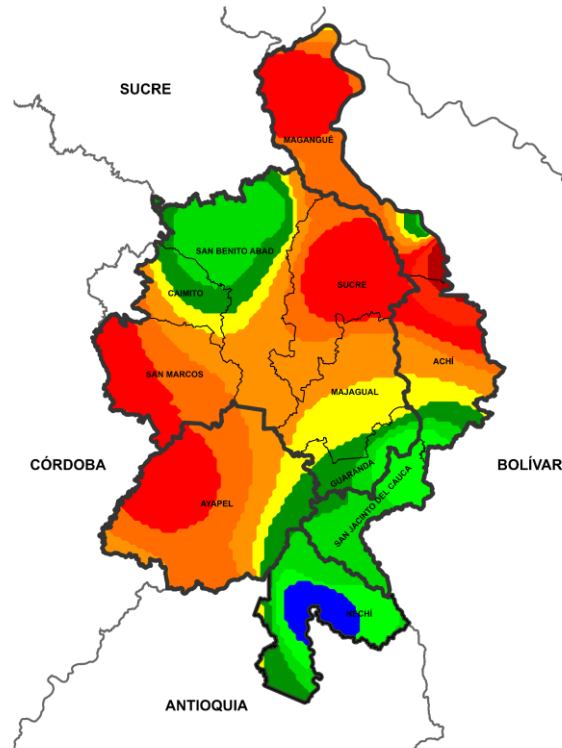 SUCRE
MAGANGUÉ
SAN BENITO ABAD
CAIMITO
SUCRE
ACHÍ
SAN MARCOS
MAJAGUAL
CÓRDOBA
BOLÍVAR
GUARANDA
AYAPEL
SAN JACINTO DEL CAUCA
NECHÍ
ANTIOQUIA